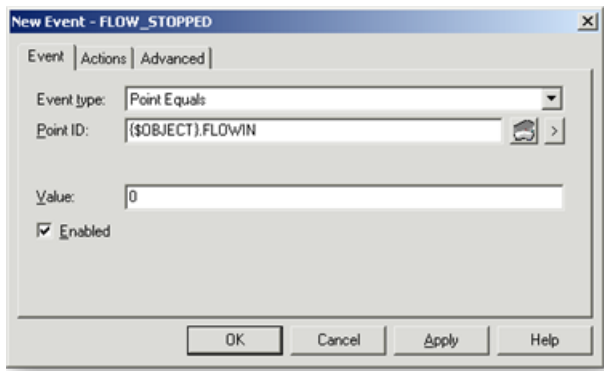 New Event - FLOW_STOPPED
Event Actions Advanced
Event type: Point Equals
Point ID: {$OBJECT}.FLOWIN >
Value: 0
Enabled
OK Cancel Apply Help